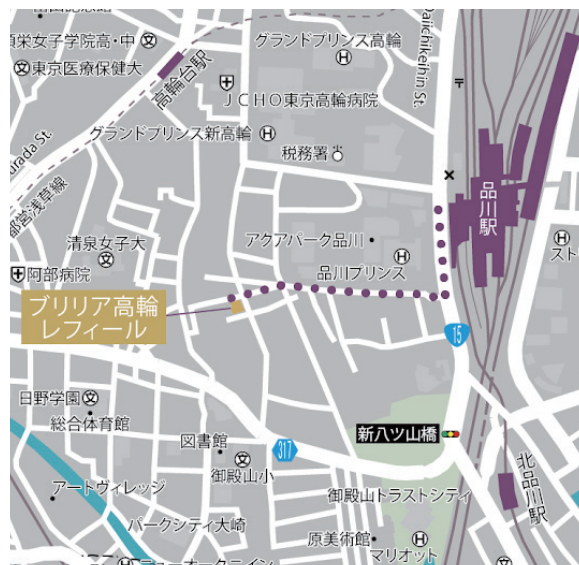 頌栄女子学院高・中
東京医療保健大
高輪台駅
グランドプリンス高輪
Daiichikeihin St.
JCHO東京高輪病院
グランドプリンス新高輪
税務署
品川駅
都営浅草線
清泉女子大
アクアパーク品川
品川プリンス
阿部病院
ブリリア高輪
レフィール
15
日野学園
総合体育館
図書館
317
新八ツ山橋
御殿山小
北品川駅
アートヴィレッジ
御殿山トラストシティ
パークシティ大崎
原美術館
マリオット